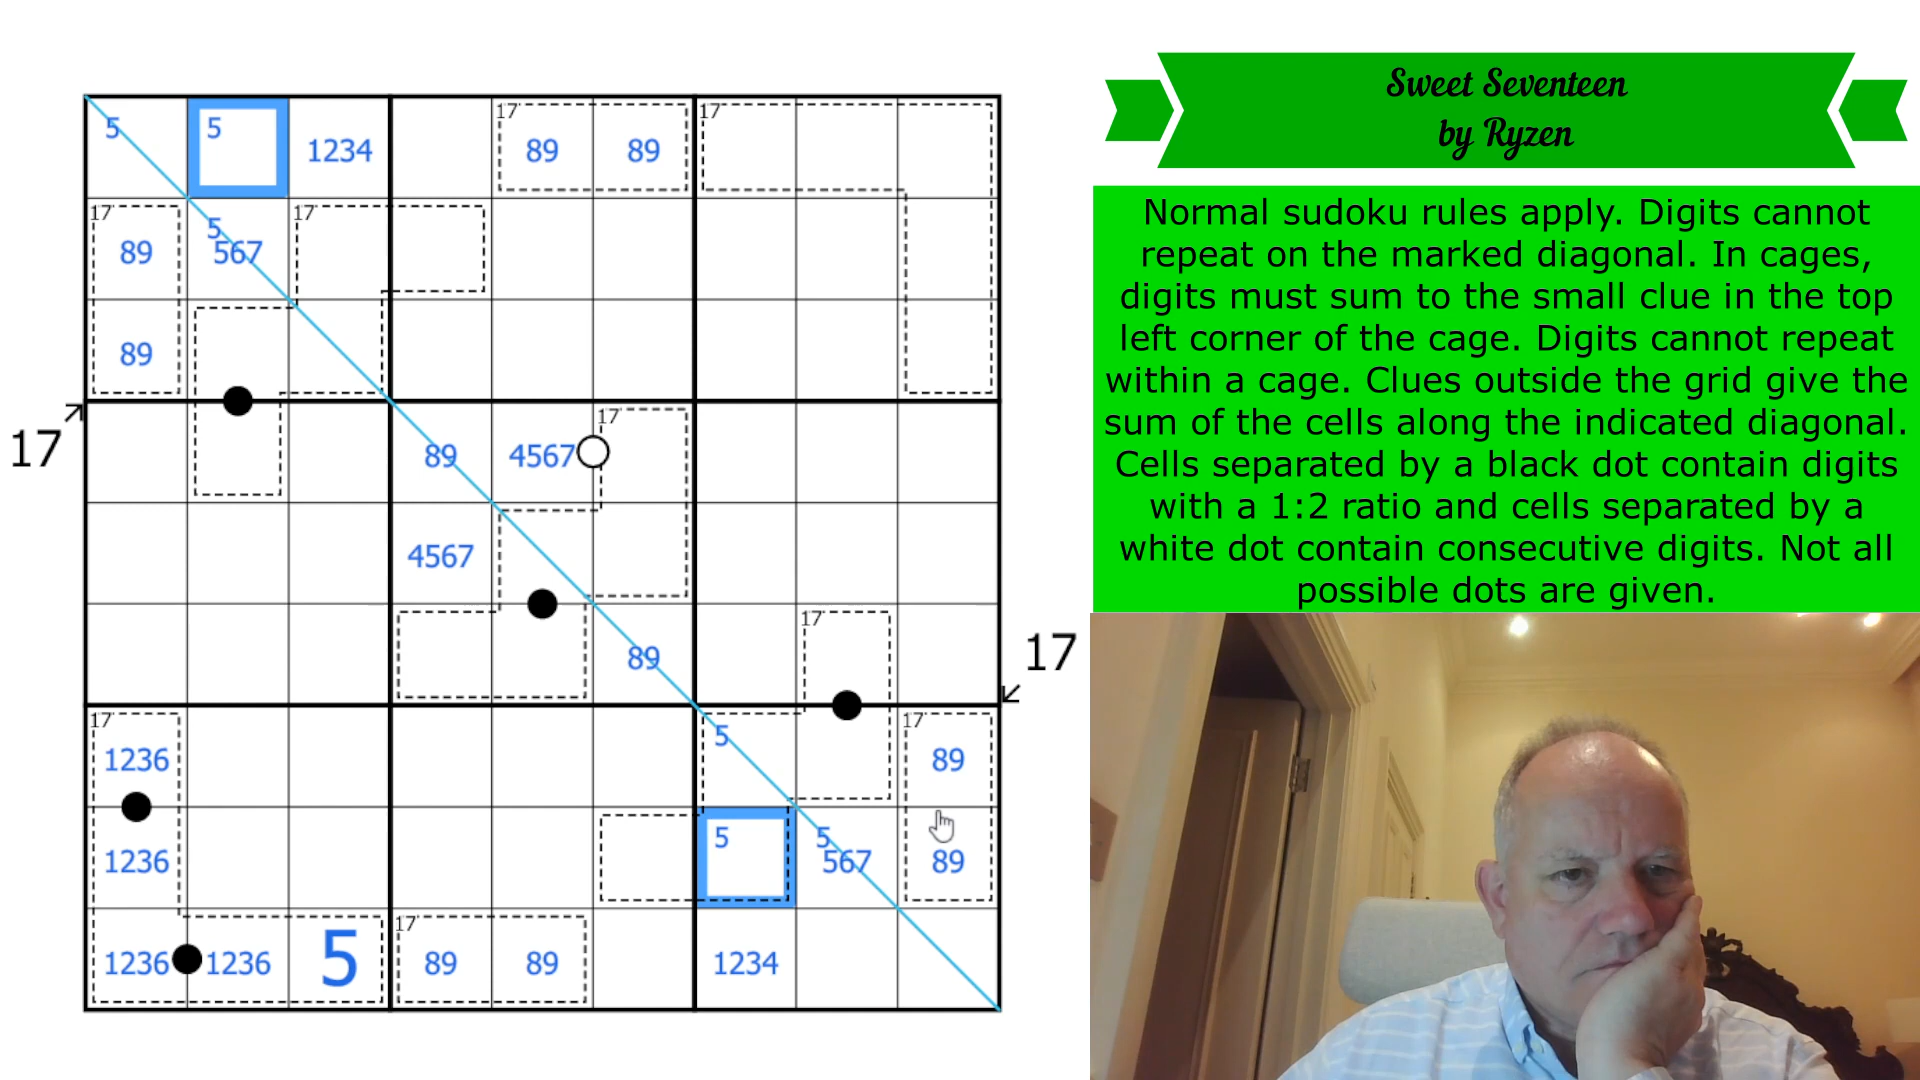 Sweet Seventeen
by Ryzen
Normal sudoku rules apply. Digits cannot
repeat on the marked diagonal. In cages,
digits must sum to the small clue in the top
left corner of the cage. Digits cannot repeat
within a cage. Clues outside the grid give the
sum of the cells along the indicated diagonal.
Cells separated by a black dot contain digits
with a 1:2 ratio and cells separated by a
white dot contain consecutive digits. Not all
possible dots are given.
17 17
5 5 1234 89 89
17 17
89 5 567
89
17
17 89 4567
4567
17
89 17
17 17
1236 5 89
1236 5 5 567 89
17
1236 1236 5 89 89 1234